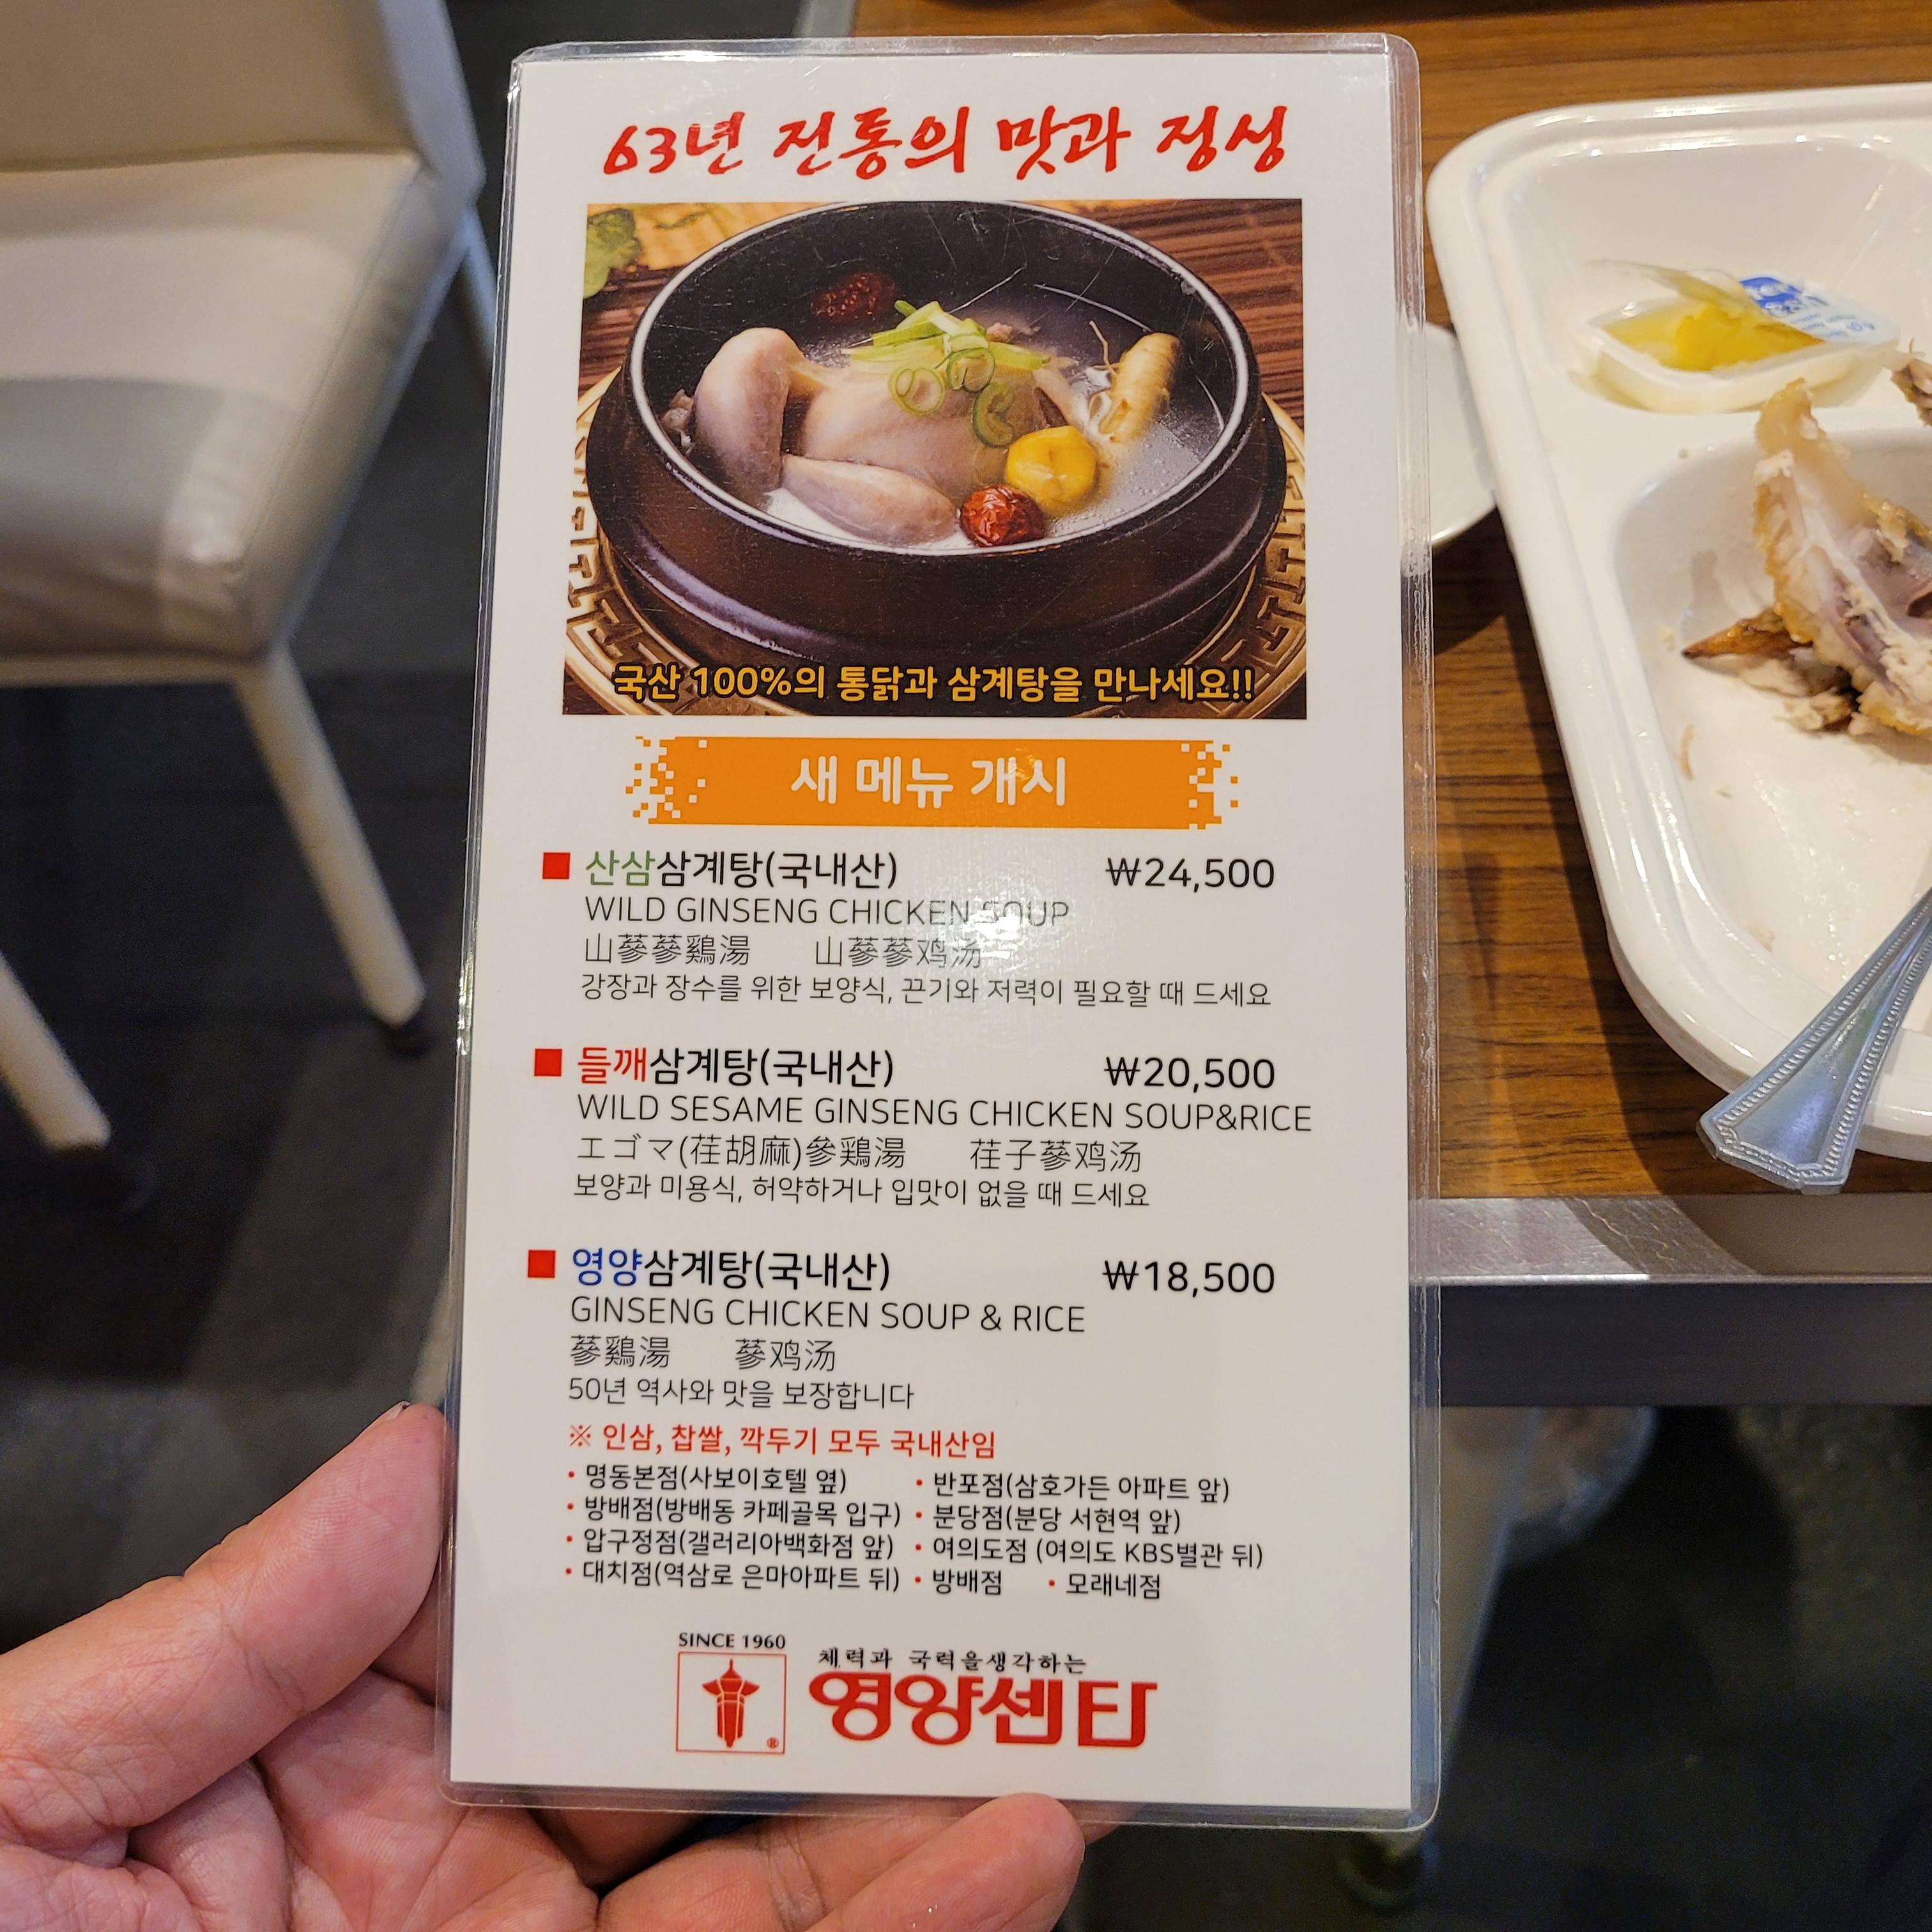 63년 전통의 맛과 정성
국산 100%의 통닭과 삼계탕을 만나세요!!
새 메뉴 개시
■ 산삼삼계탕(국내산) ₩24,500
WILD GINSENG CHICKEN SOUP
山蔘蔘鷄湯 山蔘蔘鸡汤
강장과 장수를 위한 보양식, 끈기와 저력이 필요할 때 드세요
■ 들깨삼계탕(국내산) ₩20,500
WILD SESAME GINSENG CHICKEN SOUP&RICE
エゴマ(荏胡麻)參鶏湯 荏子蔘鸡汤
보양과 미용식, 허약하거나 입맛이 없을 때 드세요
■ 영양삼계탕(국내산) ₩18,500
GINSENG CHICKEN SOUP & RICE
蔘鷄湯 蔘鸡汤
50년 역사와 맛을 보장합니다
※ 인삼, 찹쌀, 깍두기 모두 국내산임
• 명동본점(사보이호텔 옆) • 반포점(삼호가든 아파트 앞)
• 방배점(방배동 카페골목 입구) • 분당점(분당 서현역 앞)
• 압구정점(갤러리아백화점 앞) • 여의도점 (여의도 KBS별관 뒤)
• 대치점(역삼로 은마아파트 뒤) • 방배점 • 모래네점
SINCE 1960
체력과 국력을생각하는
영양센타
®